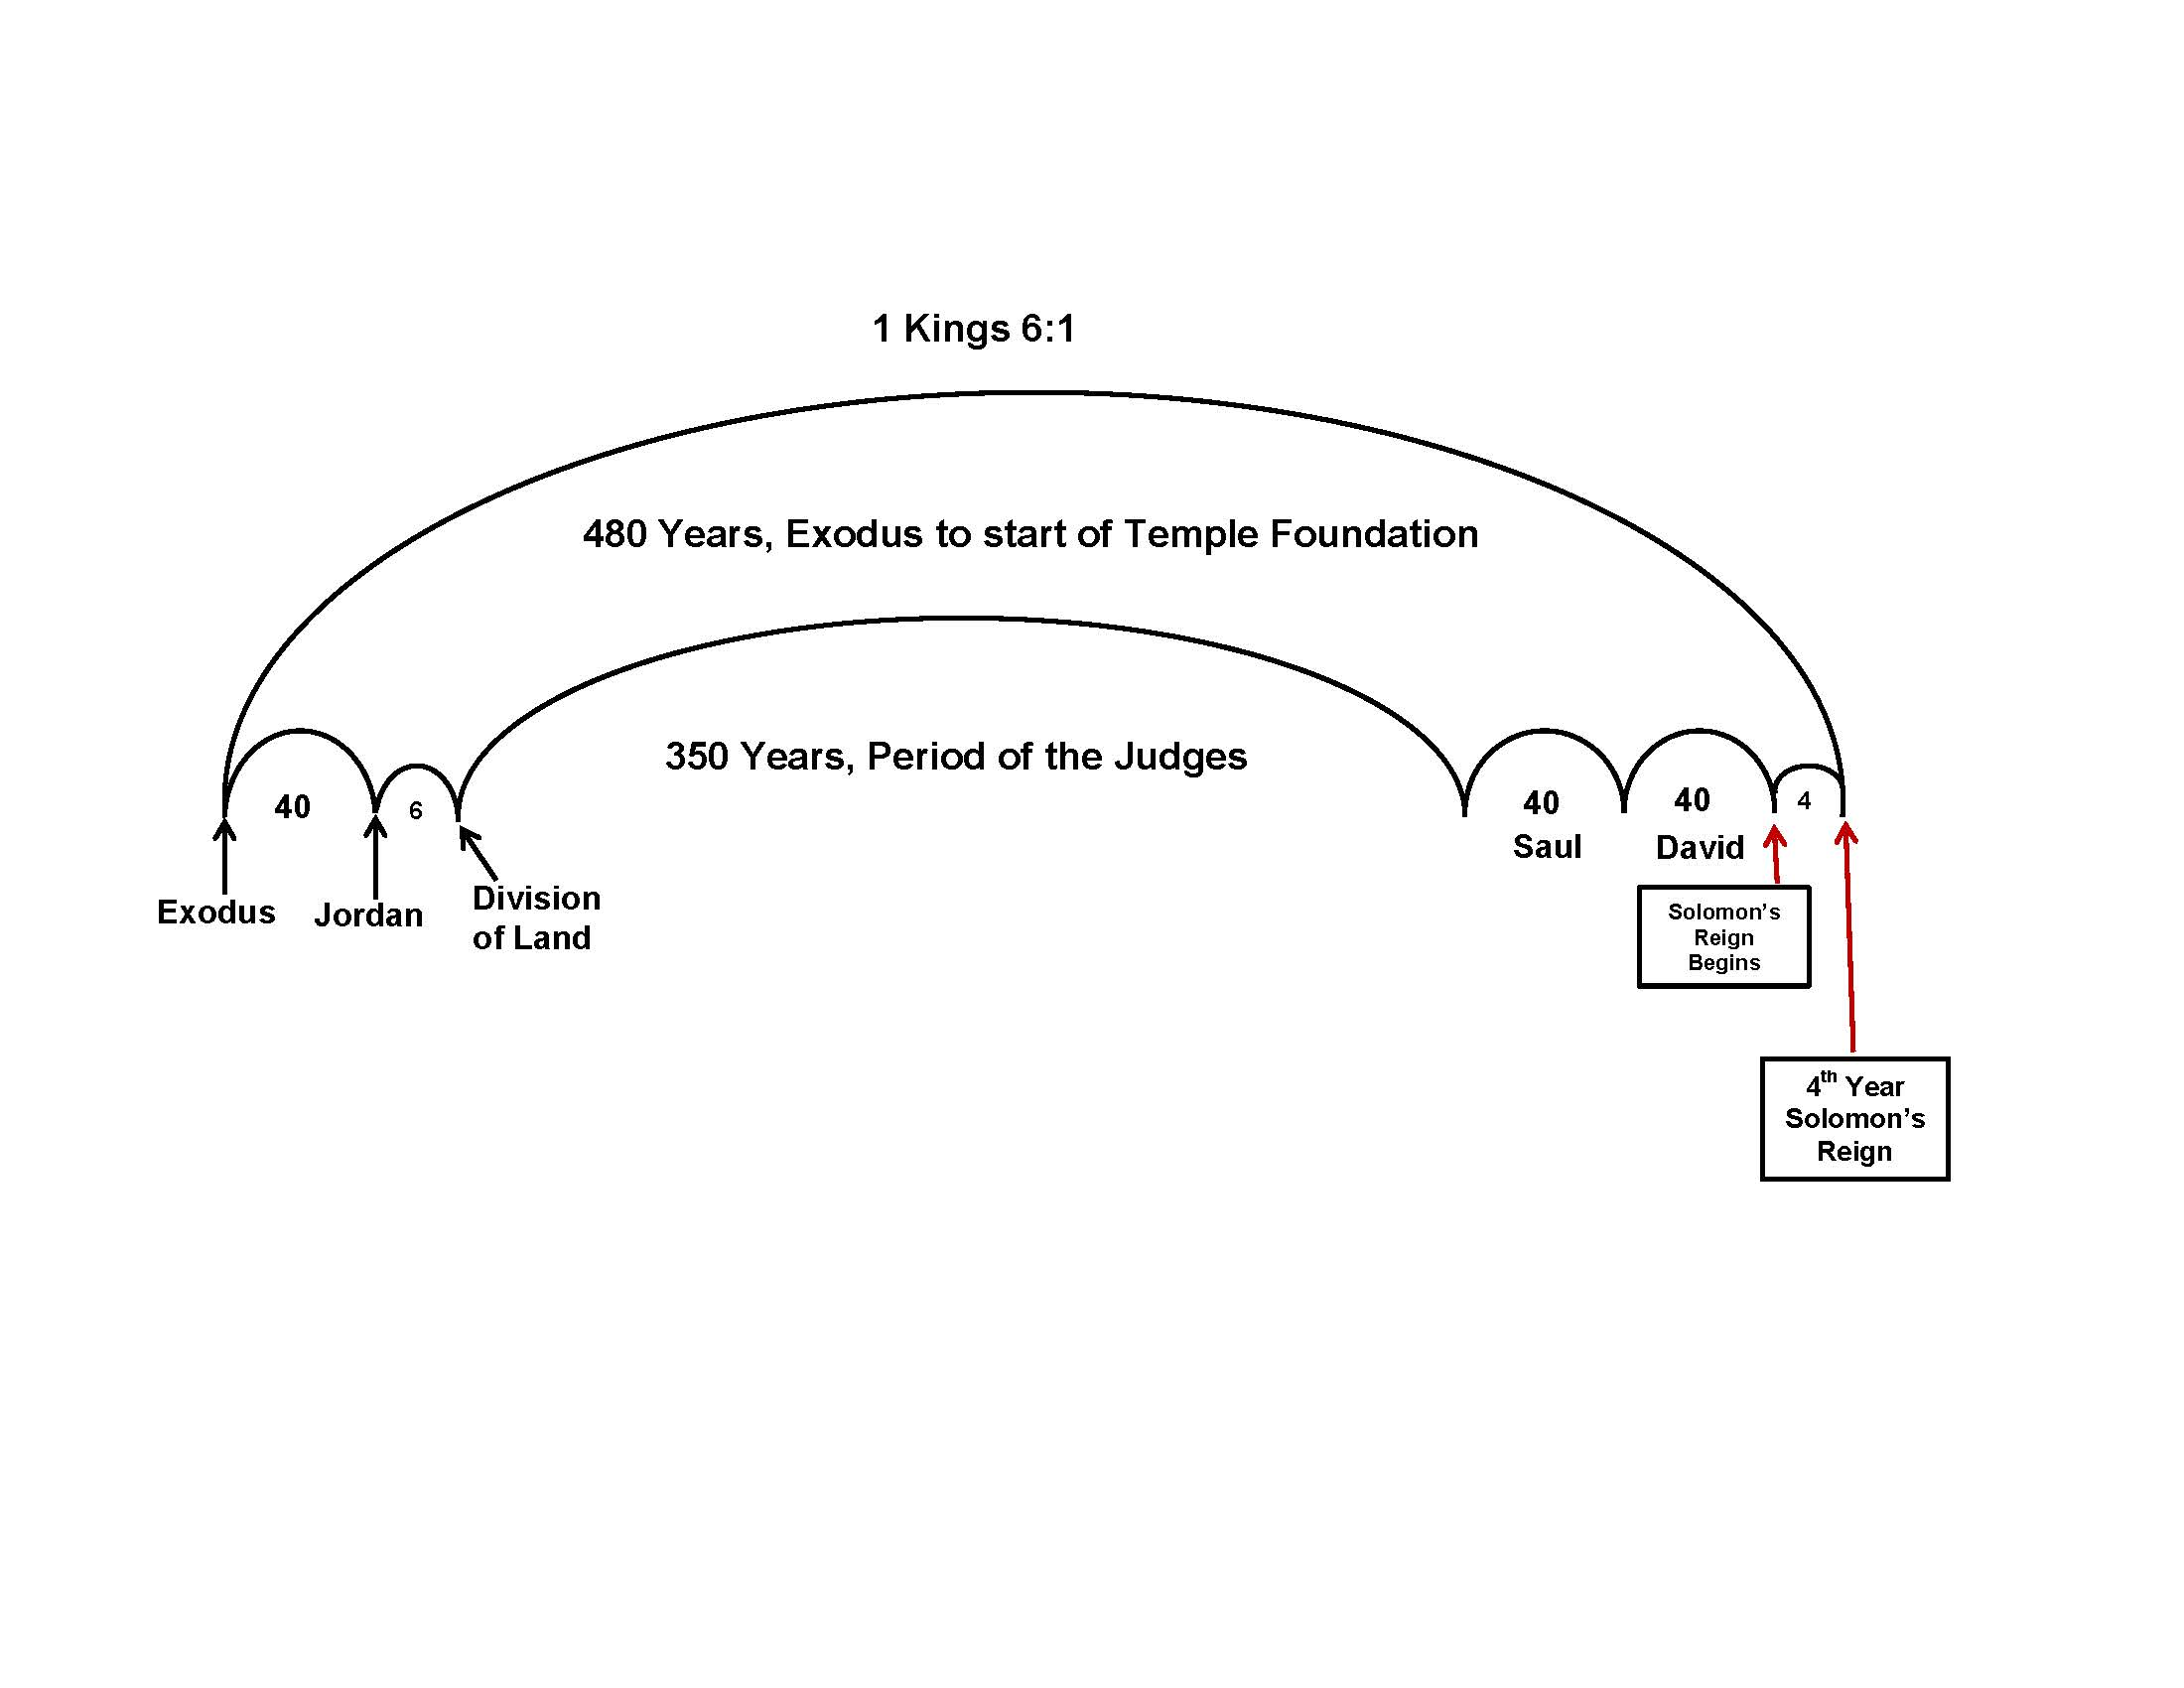 1 Kings 6:1
480 Years, Exodus to start of Temple Foundation
350 Years, Period of the Judges
40
6
40
Saul
40
David
4
Exodus
Jordan
Division
of Land
Solomon’s
Reign
Begins
4th Year
Solomon’s
Reign